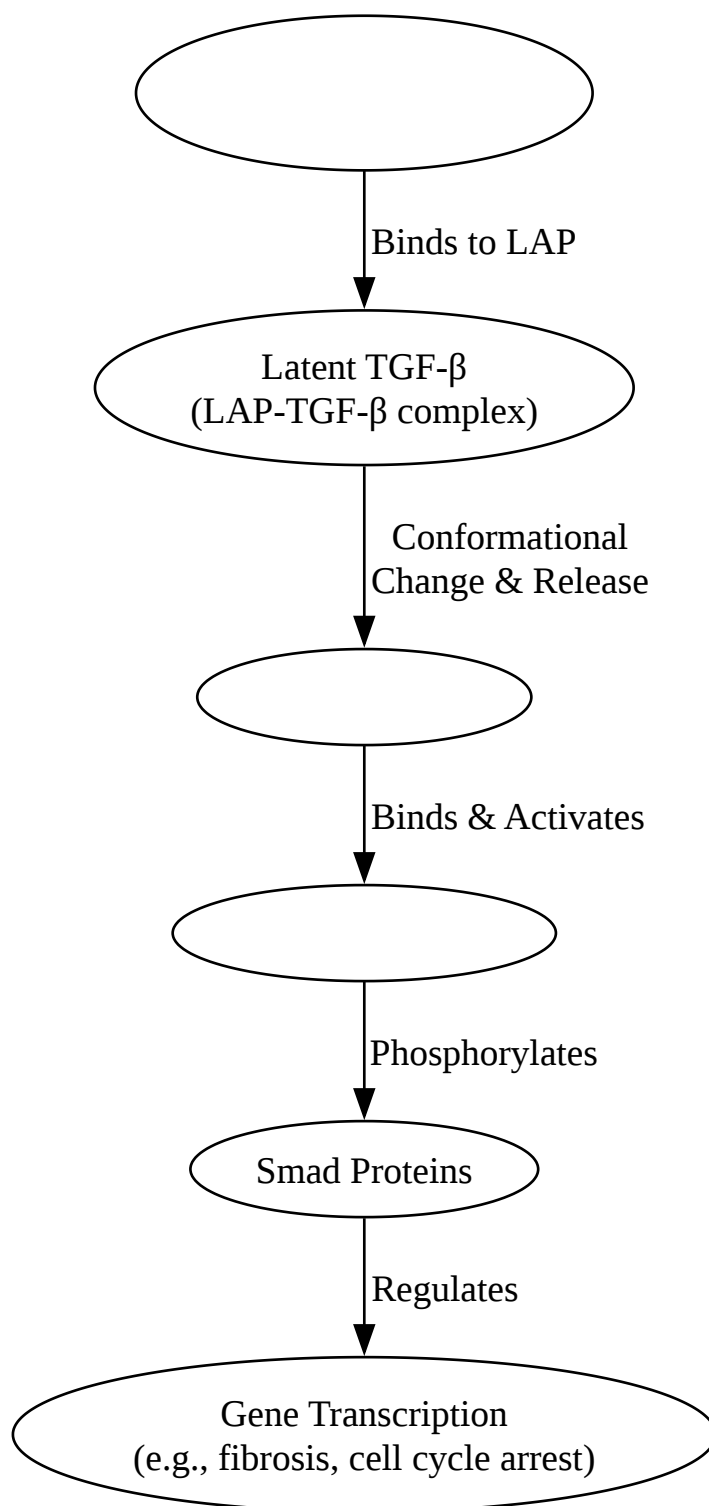 Binds to LAP
Latent TGF-β
(LAP-TGF-β complex)
Conformational
Change & Release
Binds & Activates
Phosphorylates
Smad Proteins
Regulates
Gene Transcription
(e.g., fibrosis, cell cycle arrest)